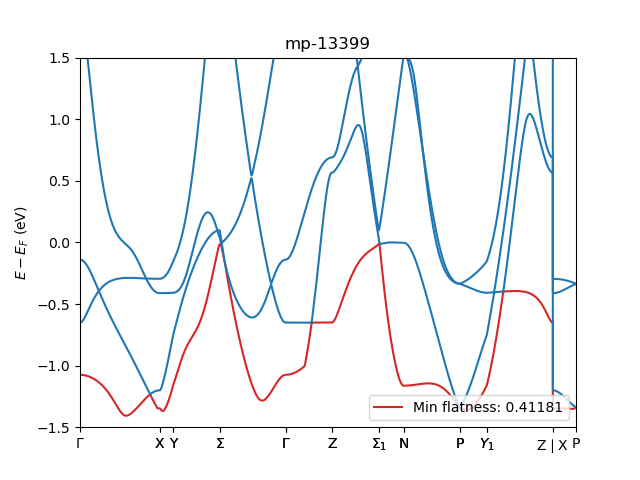 mp-13399
E − E_F (eV)
1.5
1.0
0.5
0.0
−0.5
−1.0
−1.5
Min flatness: 0.41181
Γ X Y Σ Γ Z Σ₁ N P Y₁ Z | X P